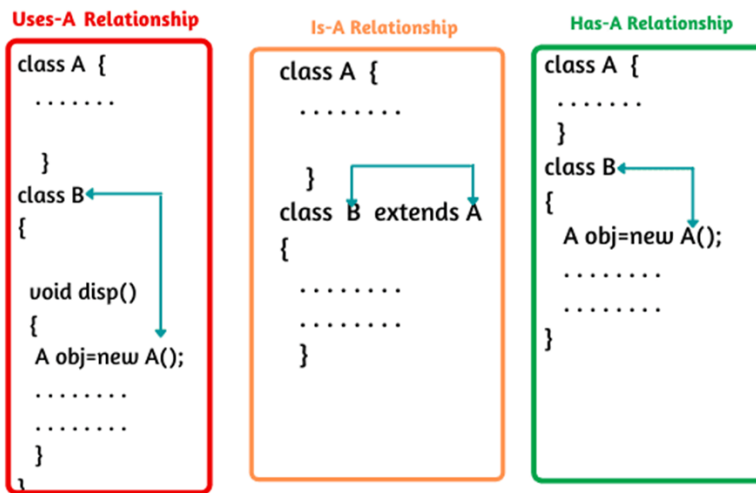 Uses-A Relationship
class A {
. . . . . . .
}
class B
{
void disp()
{
A obj=new A();
. . . . . . . .
. . . . . . . .
}
}
Is-A Relationship
class A {
. . . . . . . .
}
class B extends A
{
. . . . . . . .
. . . . . . . .
}
Has-A Relationship
class A {
. . . . . . .
}
class B
{
A obj=new A();
. . . . . . . .
. . . . . . . .
}